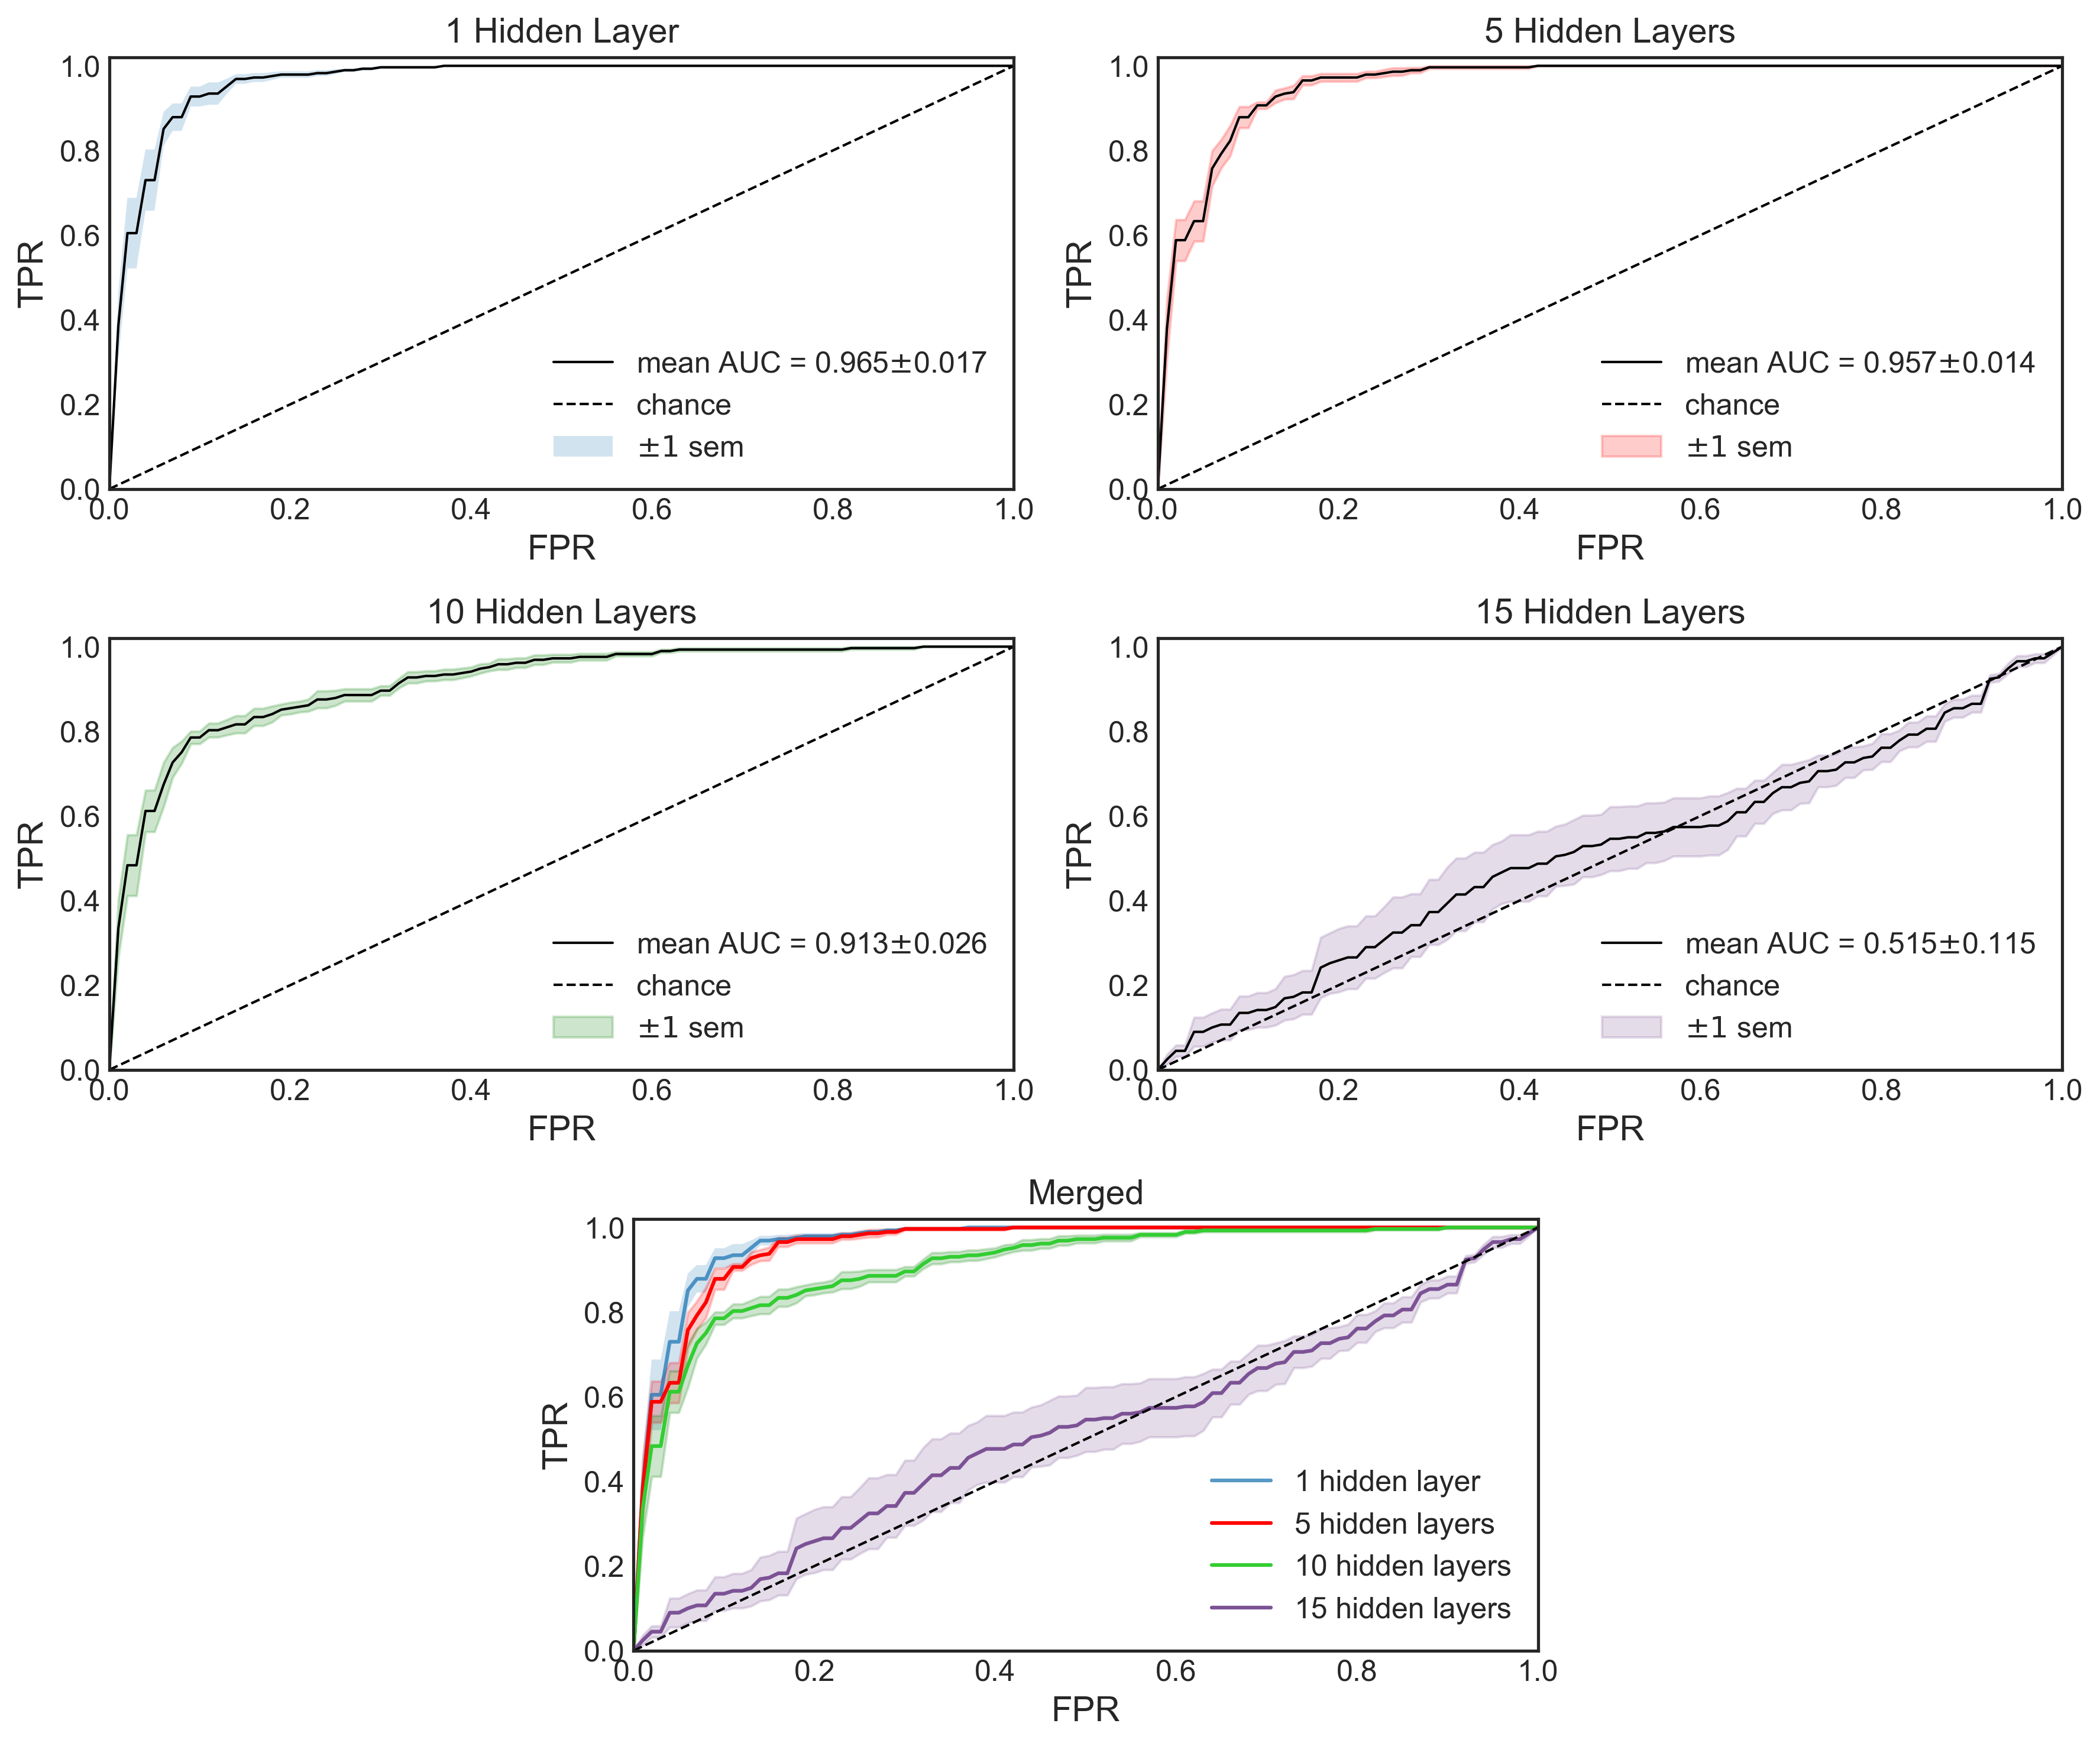 1 Hidden Layer
1.0
0.8
0.6
0.4
0.2
0.0
TPR
mean AUC = 0.965±0.017
chance
±1 sem
0.0 0.2 0.4 0.6 0.8 1.0
FPR
5 Hidden Layers
1.0
0.8
0.6
0.4
0.2
0.0
TPR
mean AUC = 0.957±0.014
chance
±1 sem
0.0 0.2 0.4 0.6 0.8 1.0
FPR
10 Hidden Layers
1.0
0.8
0.6
0.4
0.2
0.0
TPR
mean AUC = 0.913±0.026
chance
±1 sem
0.0 0.2 0.4 0.6 0.8 1.0
FPR
15 Hidden Layers
1.0
0.8
0.6
0.4
0.2
0.0
TPR
mean AUC = 0.515±0.115
chance
±1 sem
0.0 0.2 0.4 0.6 0.8 1.0
FPR
Merged
1.0
0.8
0.6
0.4
0.2
0.0
TPR
1 hidden layer
5 hidden layers
10 hidden layers
15 hidden layers
0.0 0.2 0.4 0.6 0.8 1.0
FPR